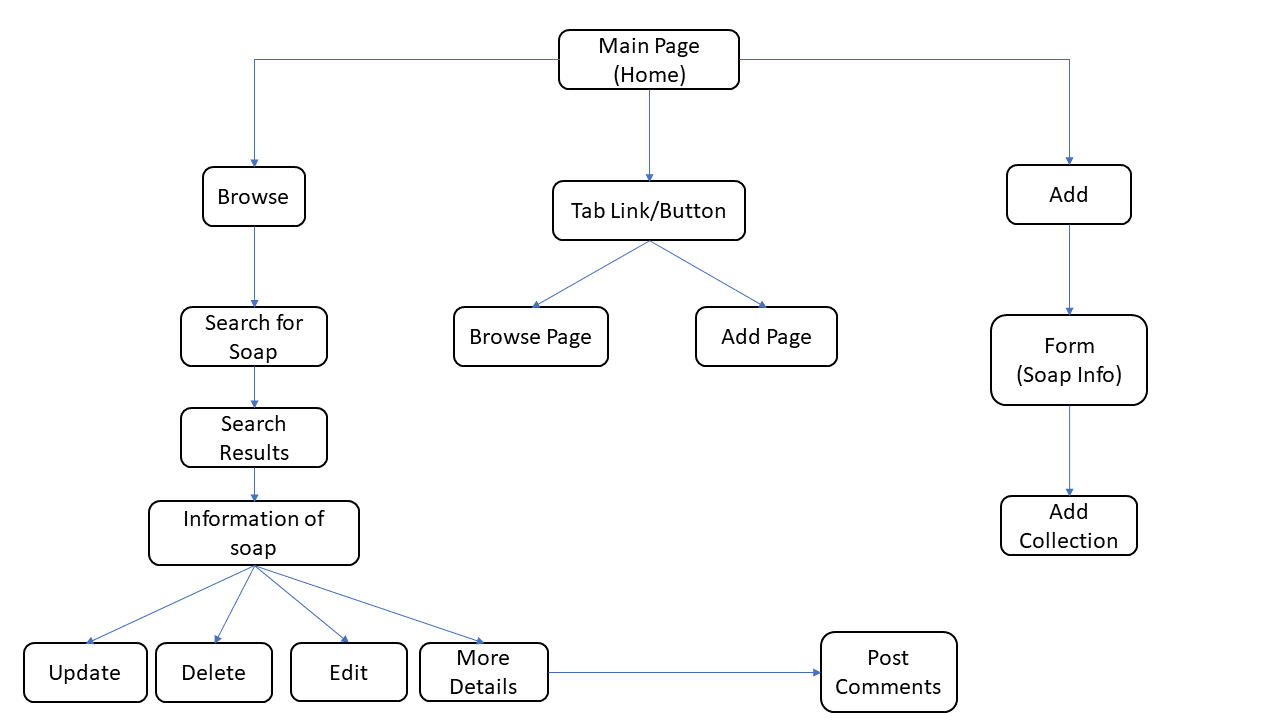 Main Page
(Home)
Browse
Tab Link/Button
Add
Search for
Soap
Browse Page
Add Page
Form
(Soap Info)
Search
Results
Information of
soap
Add
Collection
Update
Delete
Edit
More
Details
Post
Comments